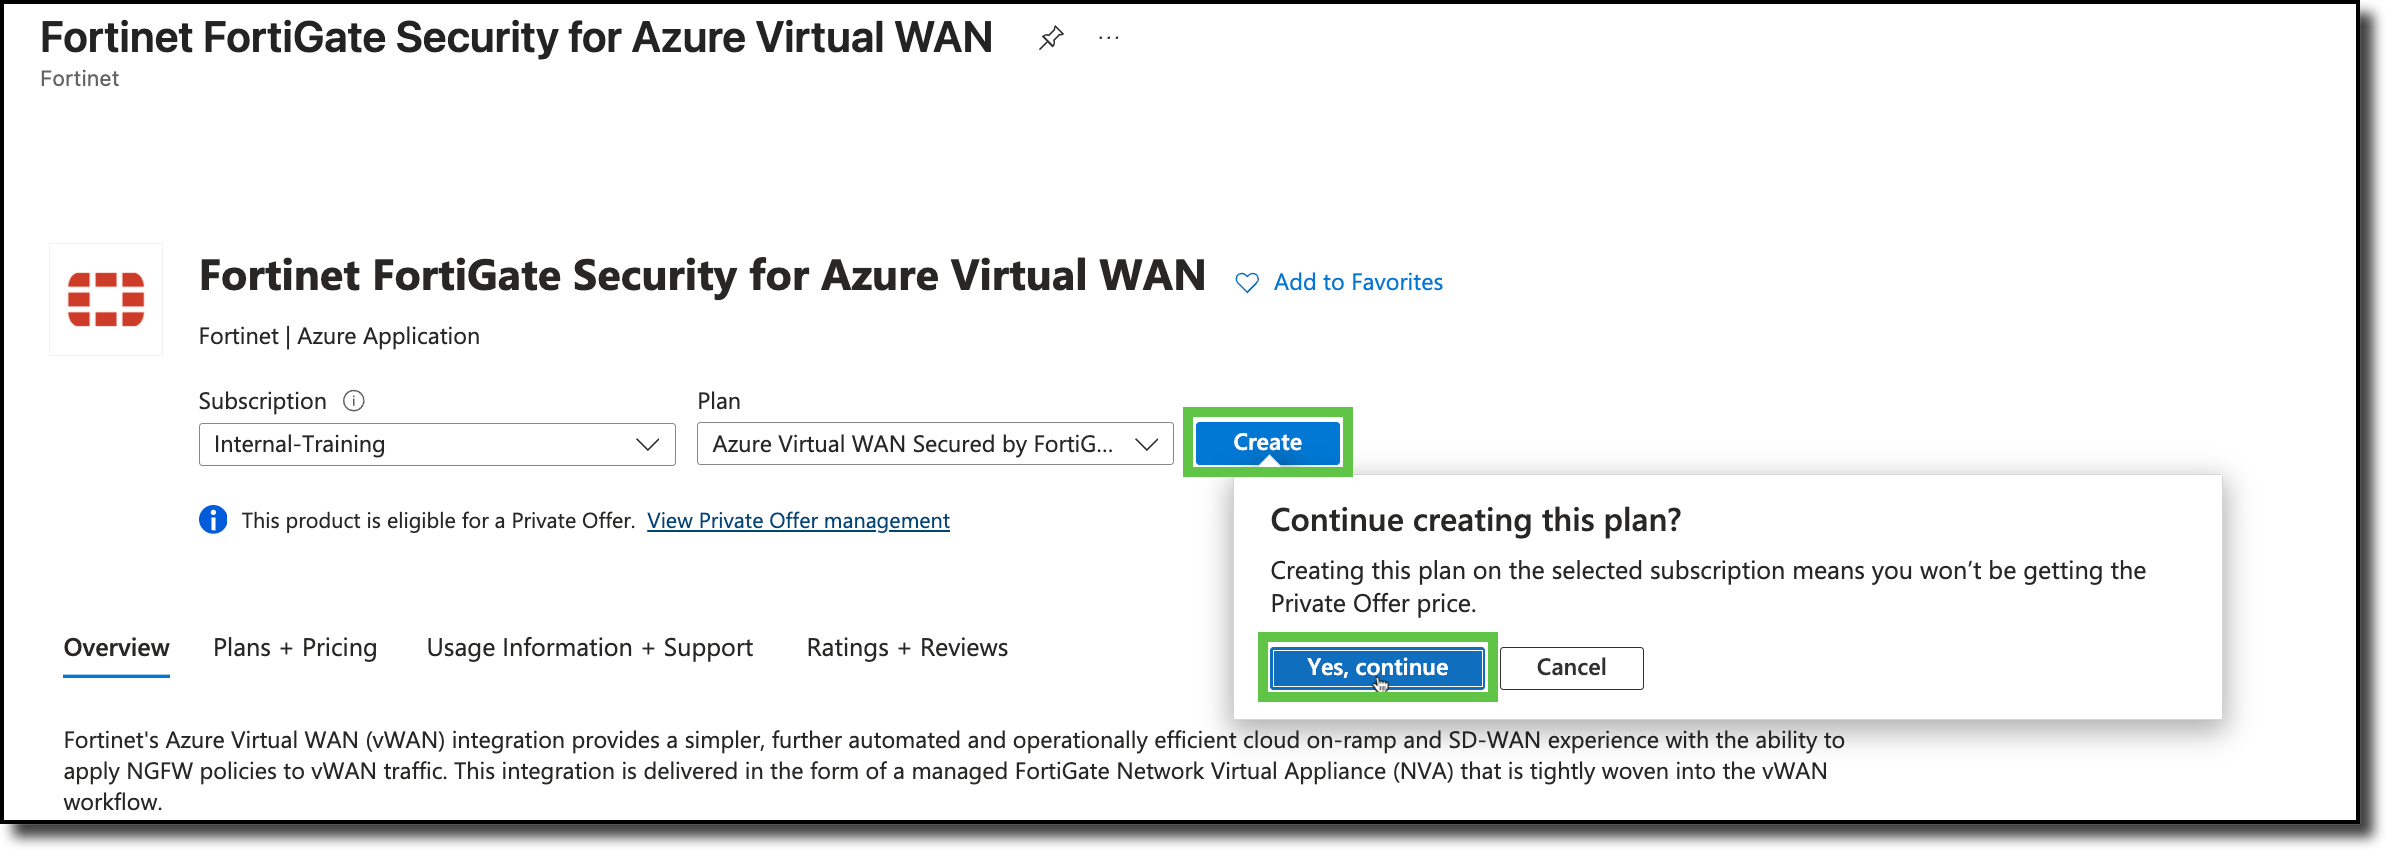 Fortinet FortiGate Security for Azure Virtual WAN
...
Fortinet
Fortinet FortiGate Security for Azure Virtual WAN
Add to Favorites
Fortinet | Azure Application
Subscription
Plan
Internal-Training
Azure Virtual WAN Secured by FortiG...
Create
This product is eligible for a Private Offer. View Private Offer management
Continue creating this plan?
Creating this plan on the selected subscription means you won’t be getting the
Private Offer price.
Yes, continue
Cancel
Overview
Plans + Pricing
Usage Information + Support
Ratings + Reviews
Fortinet's Azure Virtual WAN (vWAN) integration provides a simpler, further automated and operationally efficient cloud on-ramp and SD-WAN experience with the ability to
apply NGFW policies to vWAN traffic. This integration is delivered in the form of a managed FortiGate Network Virtual Appliance (NVA) that is tightly woven into the vWAN
workflow.